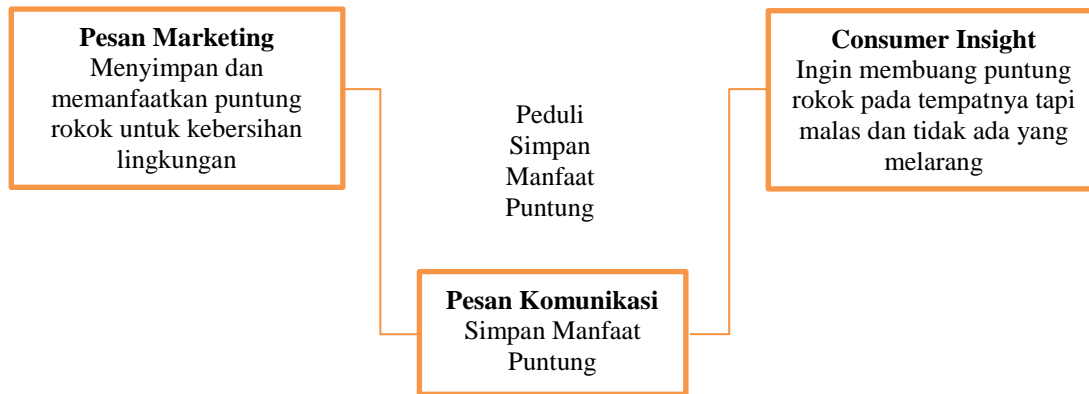 Pesan Marketing
Menyimpan dan
memanfaatkan puntung
rokok untuk kebersihan
lingkungan
Peduli
Simpan
Manfaat
Puntung
Consumer Insight
Ingin membuang puntung
rokok pada tempatnya tapi
malas dan tidak ada yang
melarang
Pesan Komunikasi
Simpan Manfaat
Puntung